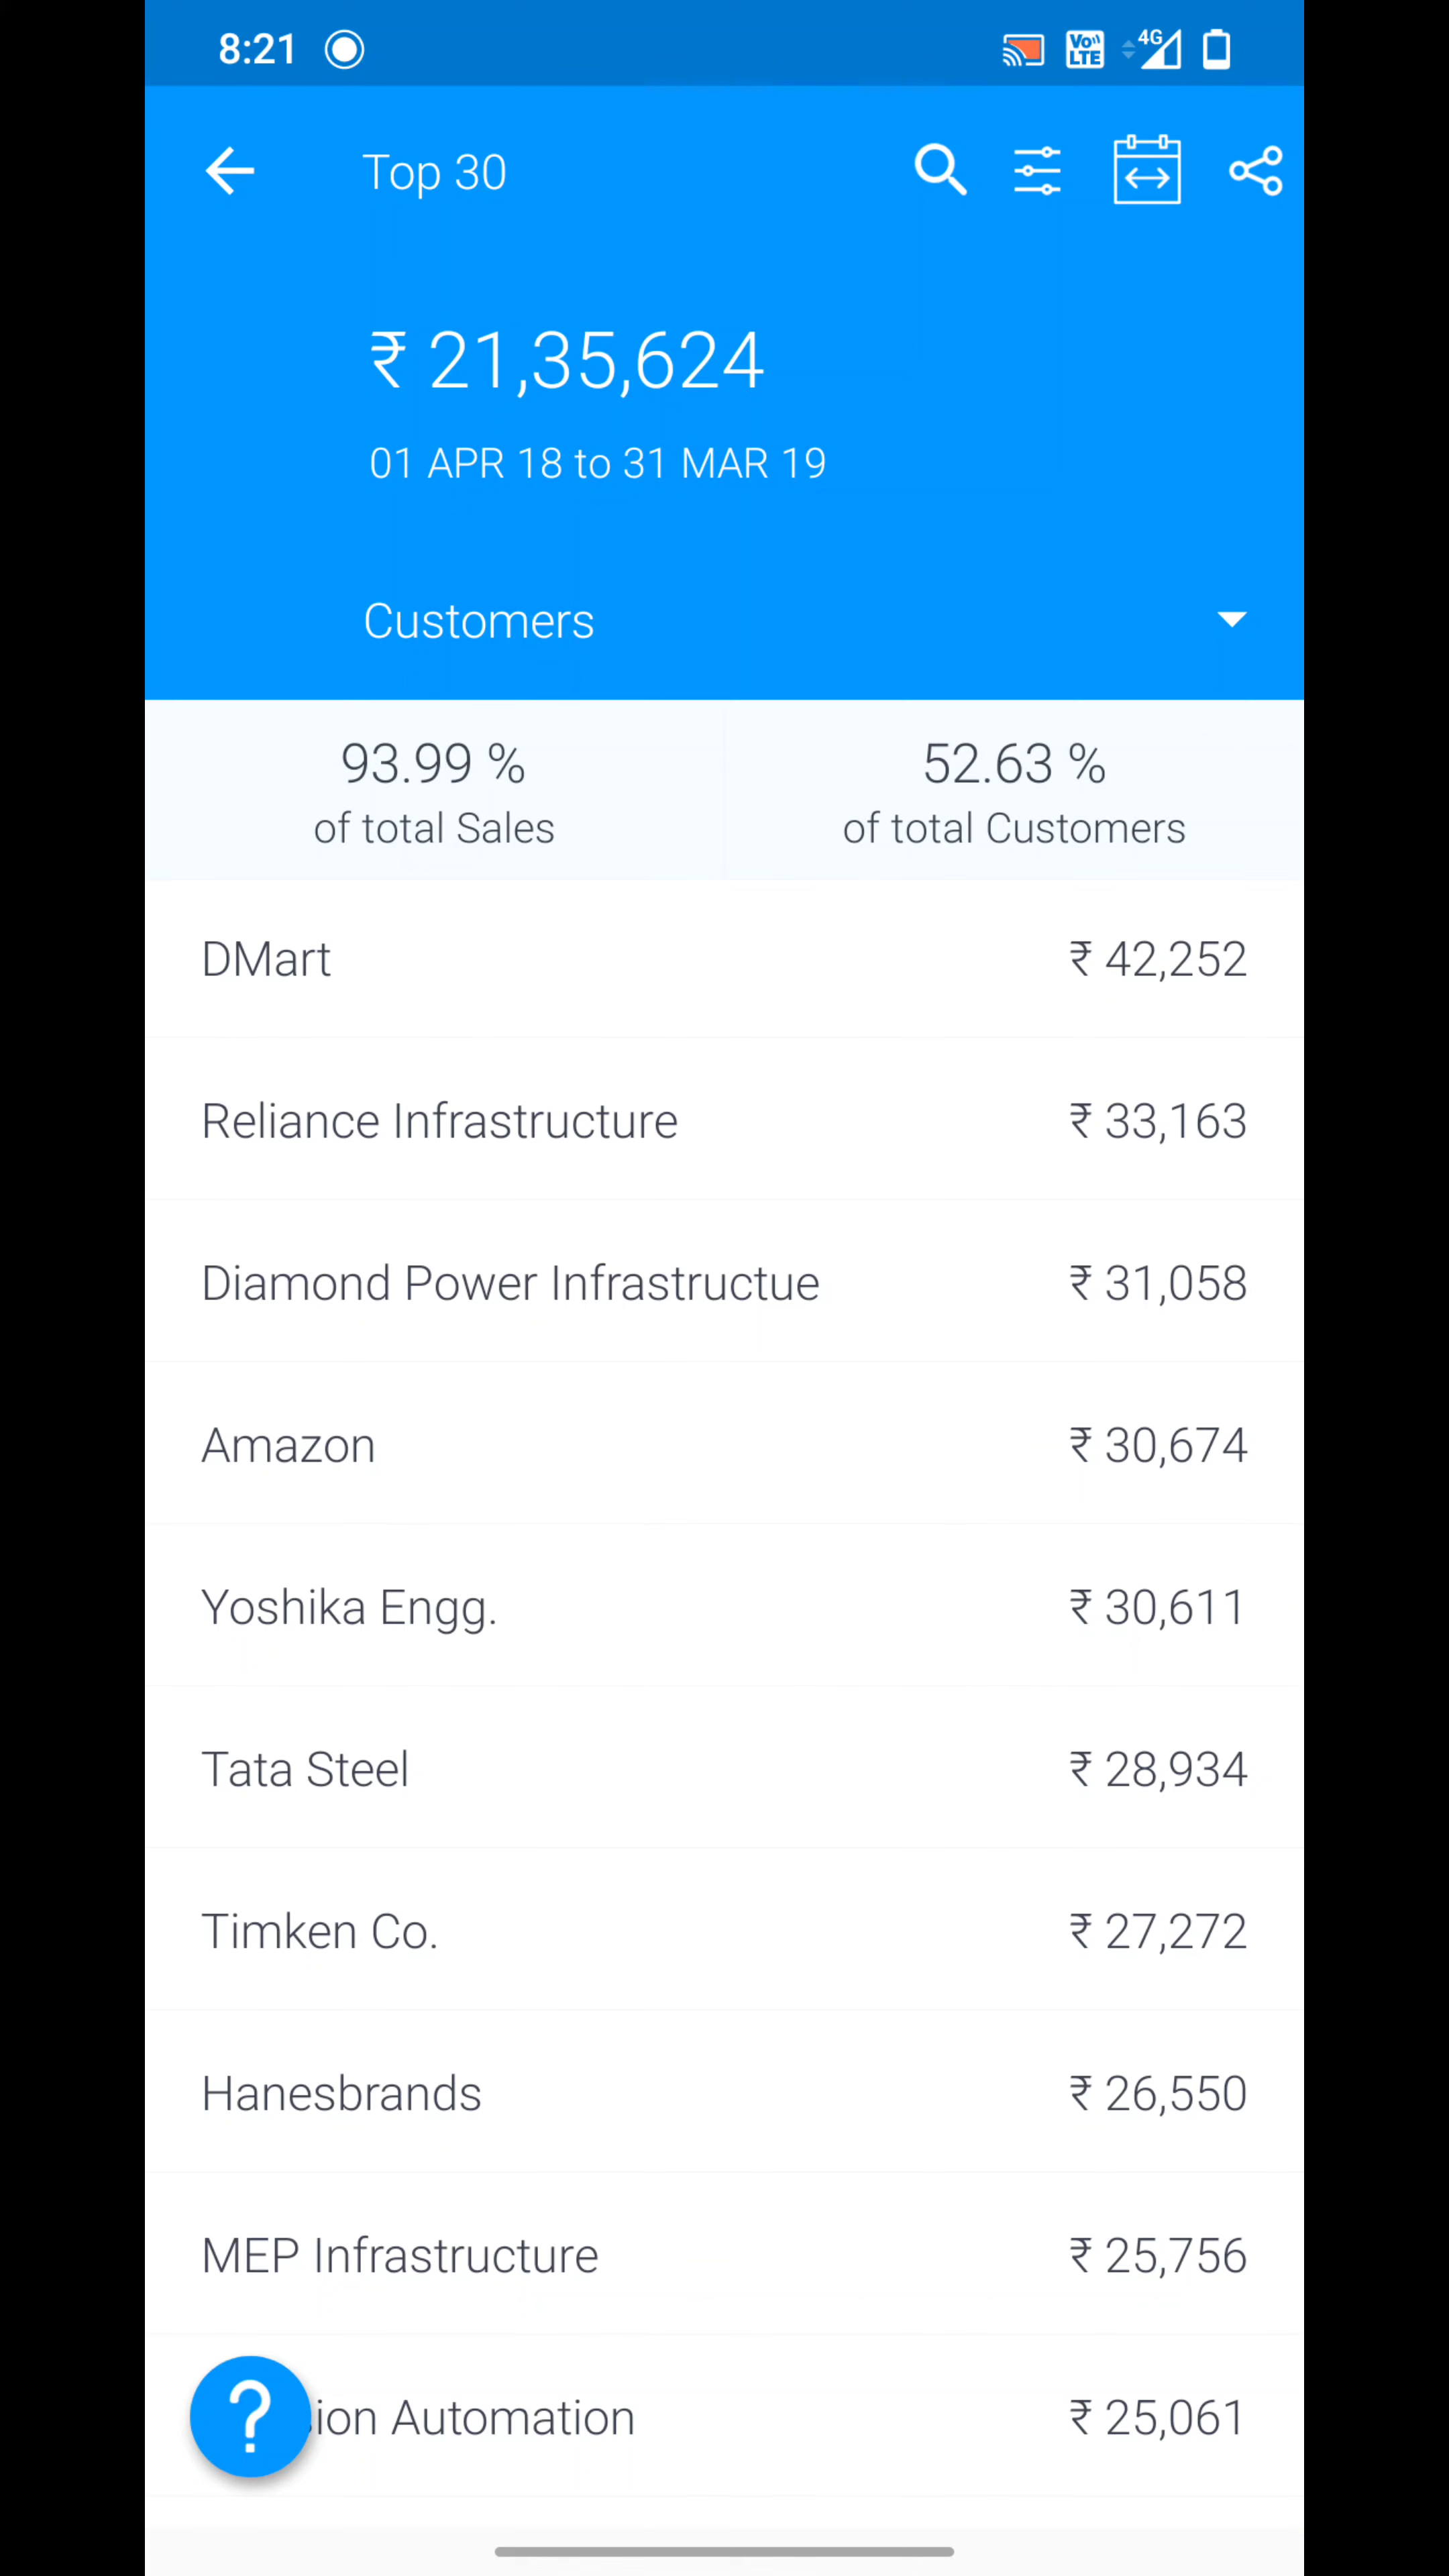 8:21
Vo LTE 4G
Top 30
₹ 21,35,624
01 APR 18 to 31 MAR 19
Customers
93.99 % 52.63 %
of total Sales of total Customers
DMart ₹ 42,252
Reliance Infrastructure ₹ 33,163
Diamond Power Infrastructue ₹ 31,058
Amazon ₹ 30,674
Yoshika Engg. ₹ 30,611
Tata Steel ₹ 28,934
Timken Co. ₹ 27,272
Hanesbrands ₹ 26,550
MEP Infrastructure ₹ 25,756
? Automation ₹ 25,061